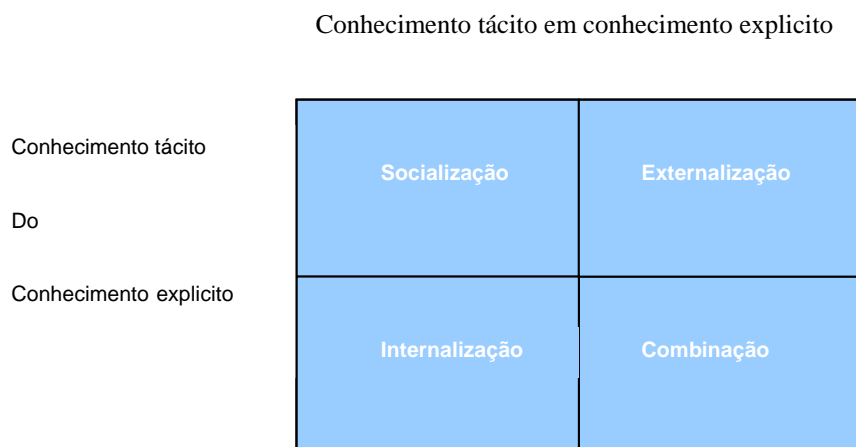 Conhecimento tácito em conhecimento explicito
Conhecimento tácito
Socialização Externalização
Do
Conhecimento explicito
Internalização Combinação